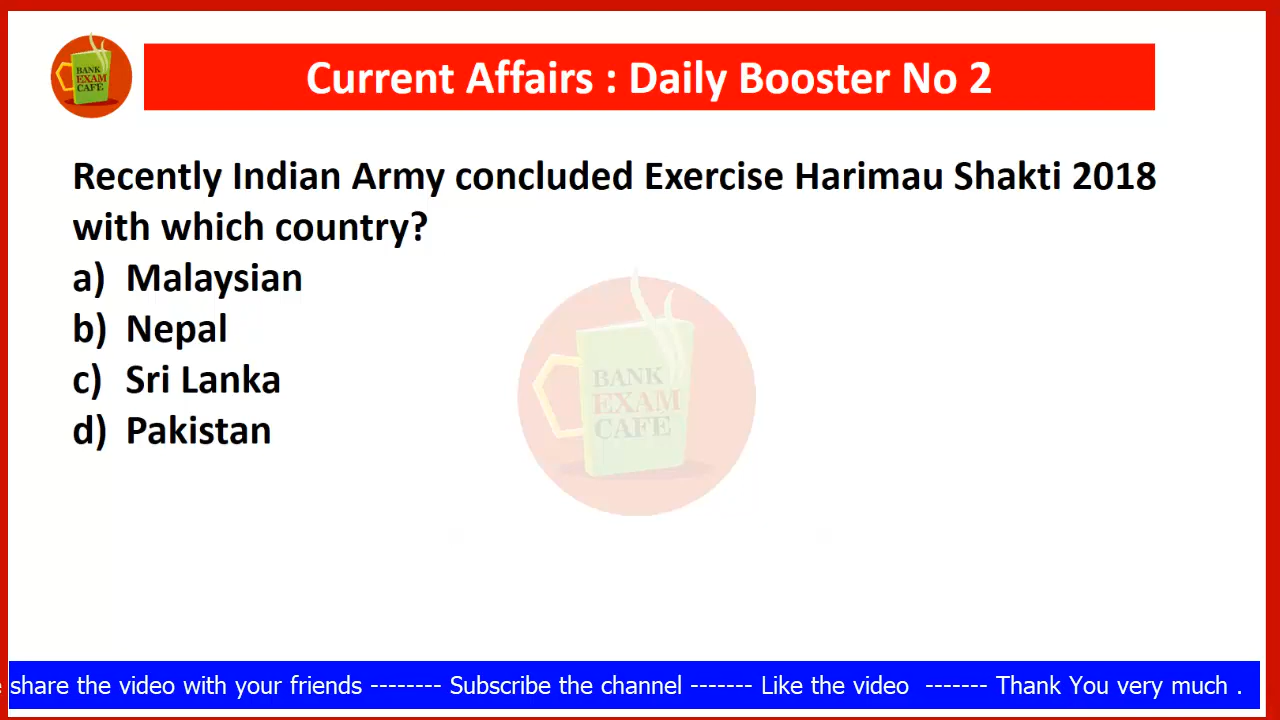 BANK
EXAM
CAFE
Current Affairs : Daily Booster No 2
Recently Indian Army concluded Exercise Harimau Shakti 2018
with which country?
a) Malaysian
b) Nepal
c) Sri Lanka
d) Pakistan
BANK
EXAM
CAFE
share the video with your friends -------- Subscribe the channel ------- Like the video ------- Thank You very much .